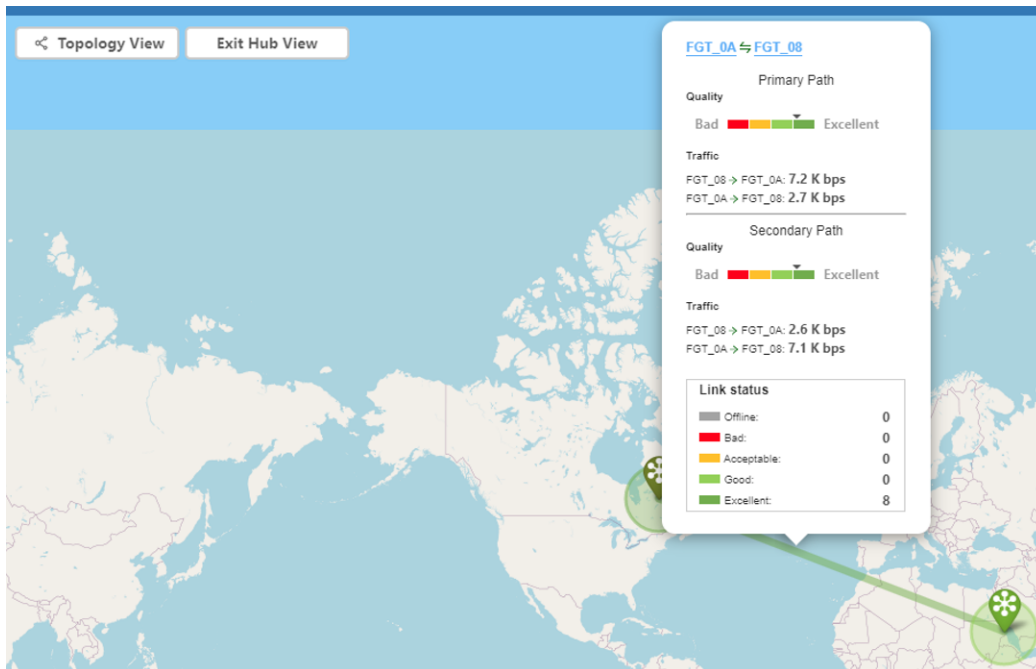 Topology View
Exit Hub View
FGT_0A ⇋ FGT_08
Primary Path
Quality
Bad Excellent
Traffic
FGT_08 → FGT_0A: 7.2 K bps
FGT_0A → FGT_08: 2.7 K bps
Secondary Path
Quality
Bad Excellent
Traffic
FGT_08 → FGT_0A: 2.6 K bps
FGT_0A → FGT_08: 7.1 K bps
Link status
Offline: 0
Bad: 0
Acceptable: 0
Good: 0
Excellent: 8